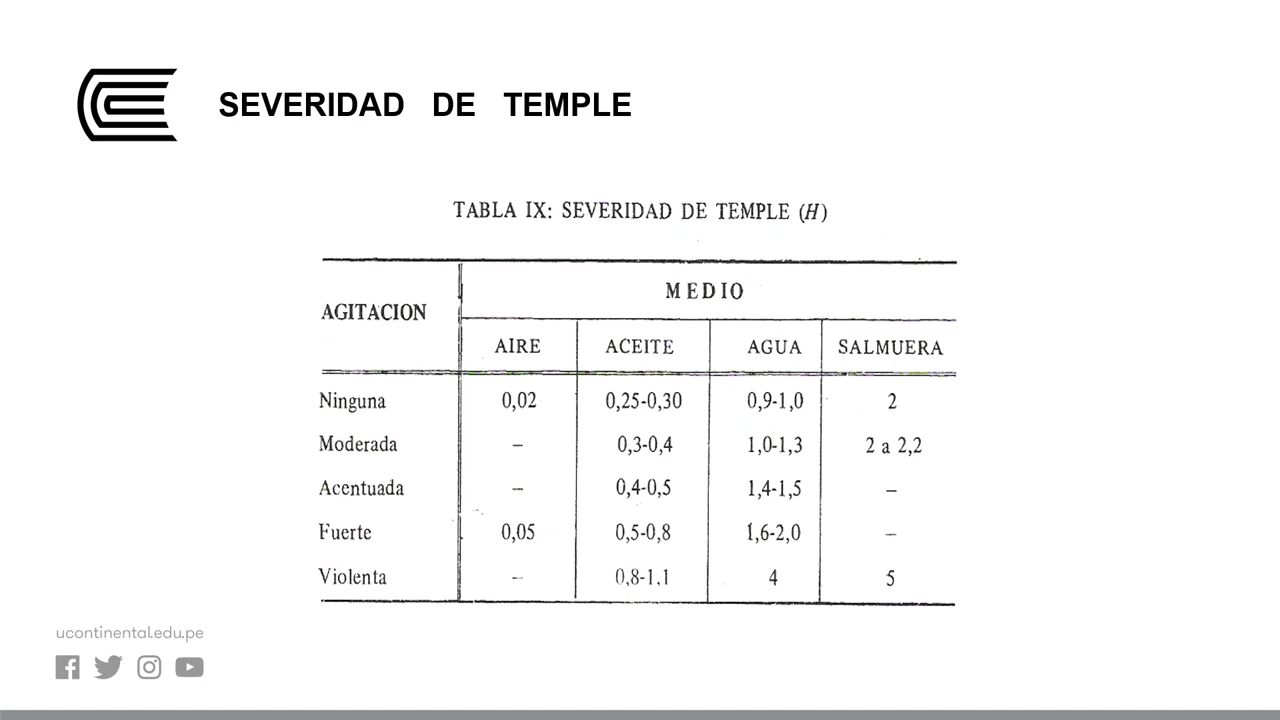 SEVERIDAD DE TEMPLE
TABLA IX: SEVERIDAD DE TEMPLE (H)
AGITACION
MEDIO
AIRE ACEITE AGUA SALMUERA
Ninguna 0,02 0,25-0,30 0,9-1,0 2
Moderada – 0,3-0,4 1,0-1,3 2 a 2,2
Acentuada – 0,4-0,5 1,4-1,5 –
Fuerte 0,05 0,5-0,8 1,6-2,0 –
Violenta – 0,8-1,1 4 5
ucontinental.edu.pe